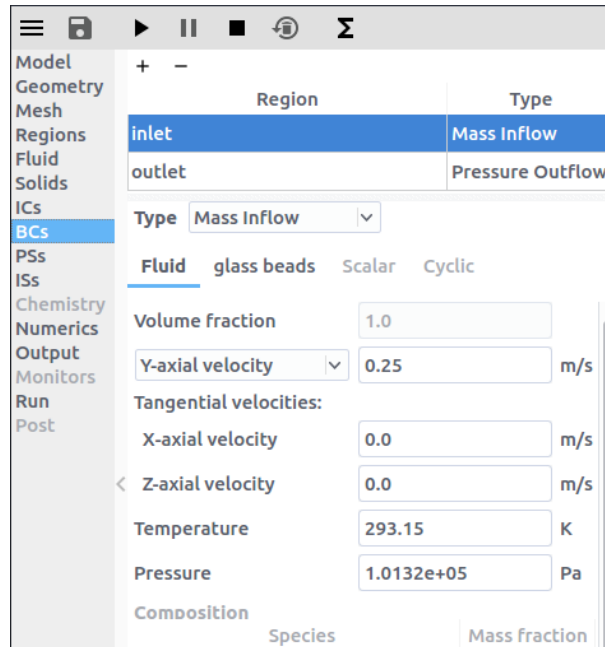 Model
Geometry
Mesh
Regions
Fluid
Solids
ICs
BCs
PSs
ISs
Chemistry
Numerics
Output
Monitors
Run
Post
+ −
Region Type
inlet Mass Inflow
outlet Pressure Outflow
Type Mass Inflow
Fluid glass beads Scalar Cyclic
Volume fraction 1.0
Y-axial velocity 0.25 m/s
Tangential velocities:
X-axial velocity 0.0 m/s
Z-axial velocity 0.0 m/s
Temperature 293.15 K
Pressure 1.0132e+05 Pa
Composition
Species Mass fraction